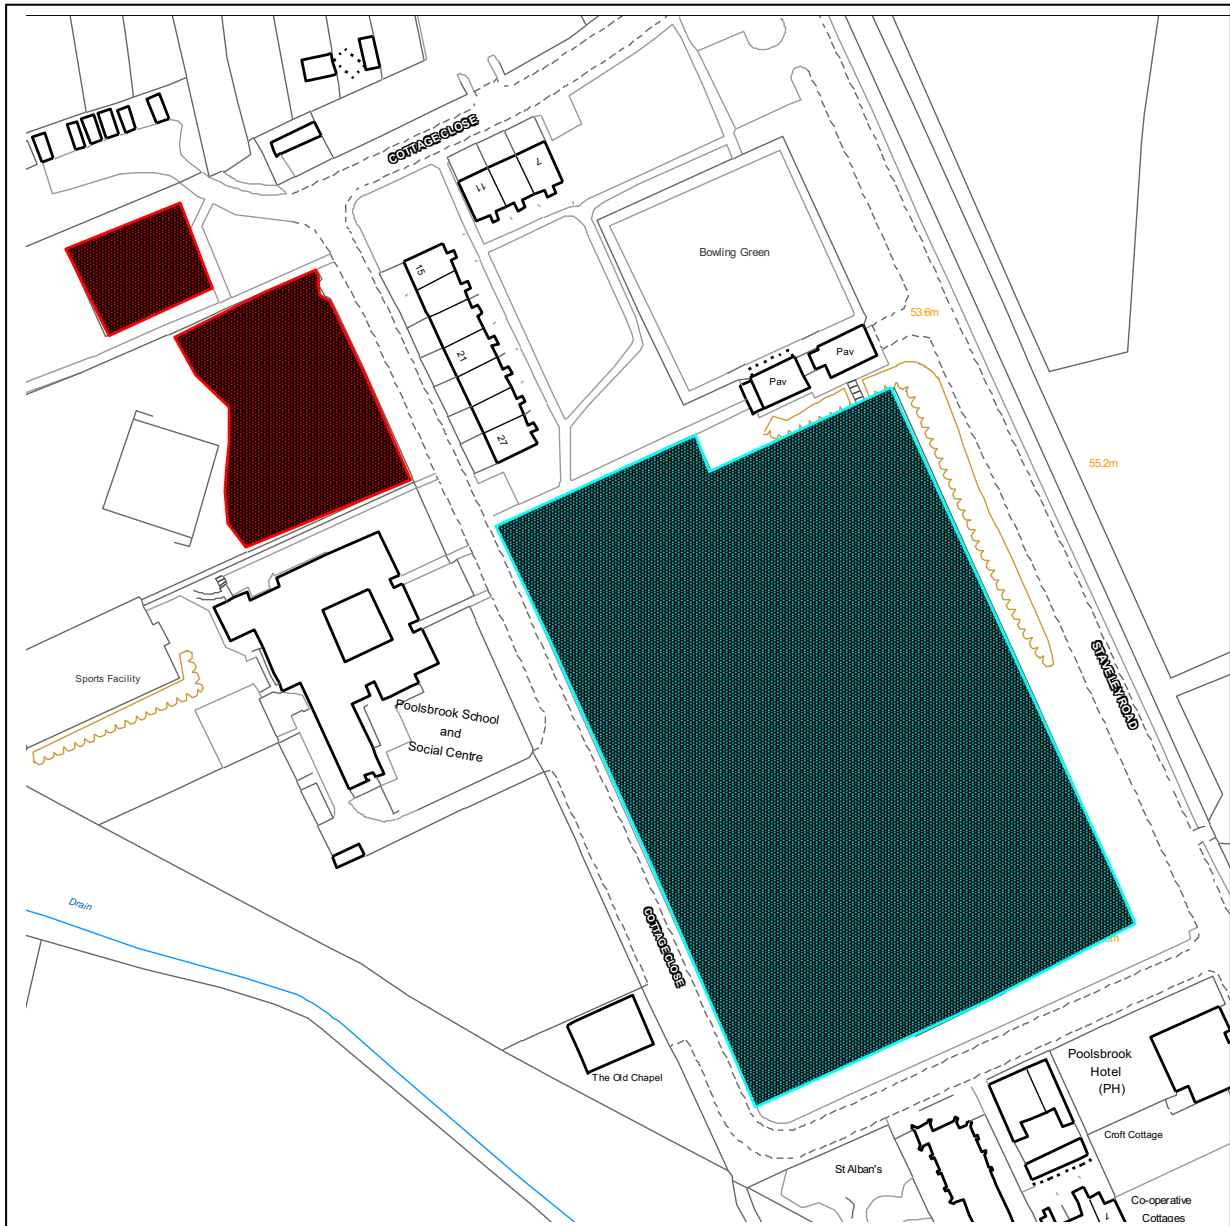 COTTAGE CLOSE
7
11
Bowling Green
15
53.6m
21
Pav
Pav
27
55.2m
STAVELEY ROAD
Sports Facility
Poolsbrook School
and
Social Centre
Drain
COTTAGE CLOSE
The Old Chapel
Poolsbrook
Hotel
(PH)
Croft Cottage
St Alban's
Co-operative
Cottages
1